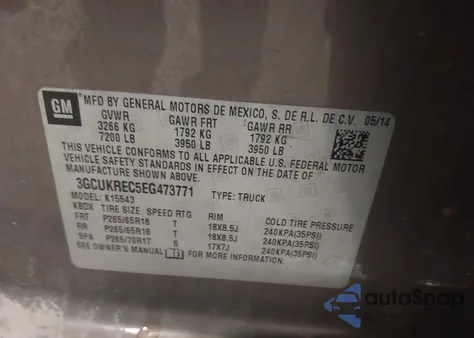 GM *MFD BY GENERAL MOTORS DE MEXICO, S. DE R.L. DE C.V. 05/14
GVWR GAWR FRT GAWR RR
3266 KG 1792 KG 1792 KG
7200 LB 3950 LB 3950 LB
THIS VEHICLE CONFORMS TO ALL APPLICABLE U.S. FEDERAL MOTOR
VEHICLE SAFETY STANDARDS IN EFFECT ON THE DATE OF
MANUFACTURE SHOWN ABOVE.
3GCUKREC5EG473771 TYPE: TRUCK
MODEL: K15543
KBDX TIRE SIZE SPEED RTG RIM COLD TIRE PRESSURE
FRT P265/65R18 T 18X8.5J 240KPA(35PSI)
RR P265/65R18 T 18X8.5J 240KPA(35PSI)
SPA P265/70R17 S 17X7J 240KPA(35PSI)
SEE OWNER'S MANUAL FOR MORE INFORMATION.
autoSnap